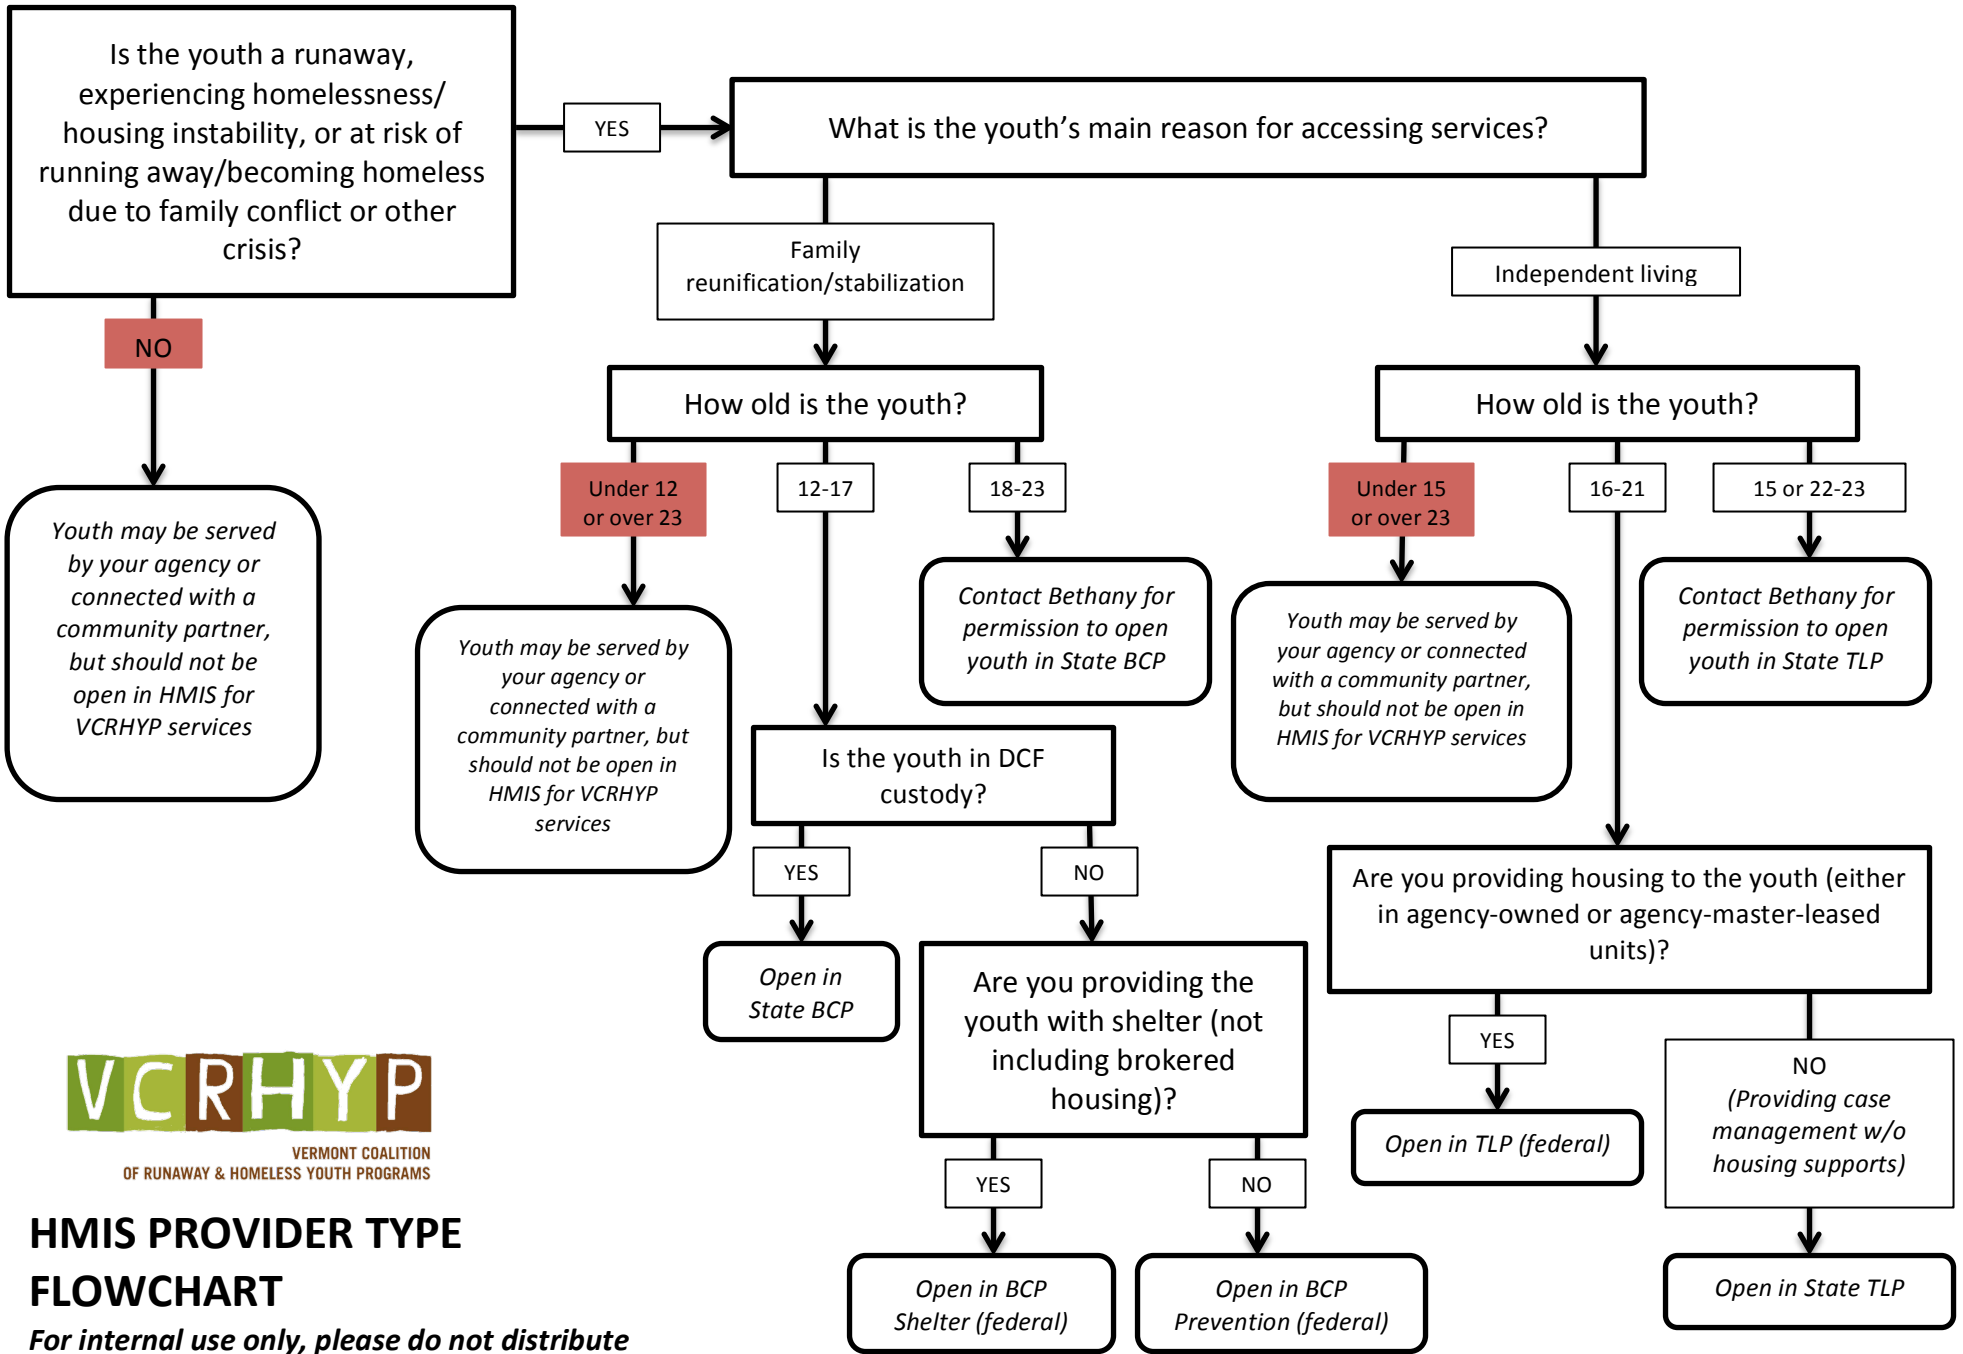 Is the youth a runaway,
experiencing homelessness/
housing instability, or at risk of
running away/becoming homeless
due to family conflict or other
crisis?
YES
What is the youth’s main reason for accessing services?
NO
Youth may be served
by your agency or
connected with a
community partner,
but should not be
open in HMIS for
VCRHYP services
Family
reunification/stabilization
How old is the youth?
Under 12
or over 23
12-17
18-23
Youth may be served by
your agency or
connected with a
community partner, but
should not be open in
HMIS for VCRHYP
services
Contact Bethany for
permission to open
youth in State BCP
Is the youth in DCF
custody?
YES
NO
Open in
State BCP
Are you providing the
youth with shelter (not
including brokered
housing)?
YES
NO
Open in BCP
Shelter (federal)
Open in BCP
Prevention (federal)
Independent living
How old is the youth?
Under 15
or over 23
16-21
15 or 22-23
Youth may be served by
your agency or connected
with a community partner,
but should not be open in
HMIS for VCRHYP services
Contact Bethany for
permission to open
youth in State TLP
Are you providing housing to the youth (either
in agency-owned or agency-master-leased
units)?
YES
NO
(Providing case
management w/o
housing supports)
Open in TLP (federal)
Open in State TLP
VCRHYP
VERMONT COALITION
OF RUNAWAY & HOMELESS YOUTH PROGRAMS
HMIS PROVIDER TYPE
FLOWCHART
For internal use only, please do not distribute